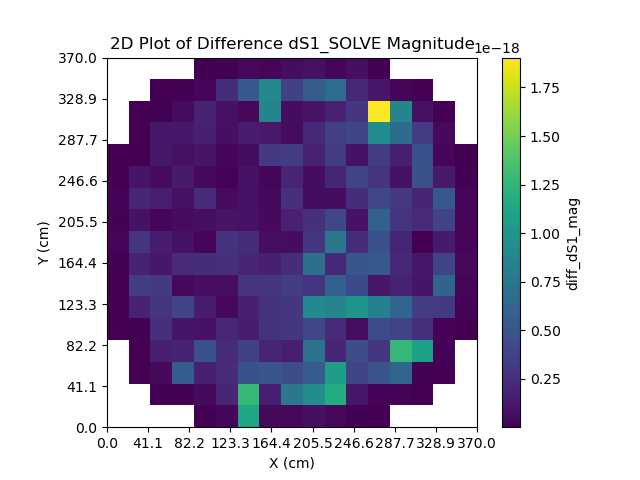 2D Plot of Difference dS1_SOLVE Magnitude
1e−18
370.0
328.9
287.7
246.6
205.5
164.4
123.3
82.2
41.1
0.0
Y (cm)
0.0 41.1 82.2 123.3 164.4 205.5 246.6 287.7 328.9 370.0
X (cm)
1.75
1.50
1.25
1.00
0.75
0.50
0.25
diff_dS1_mag